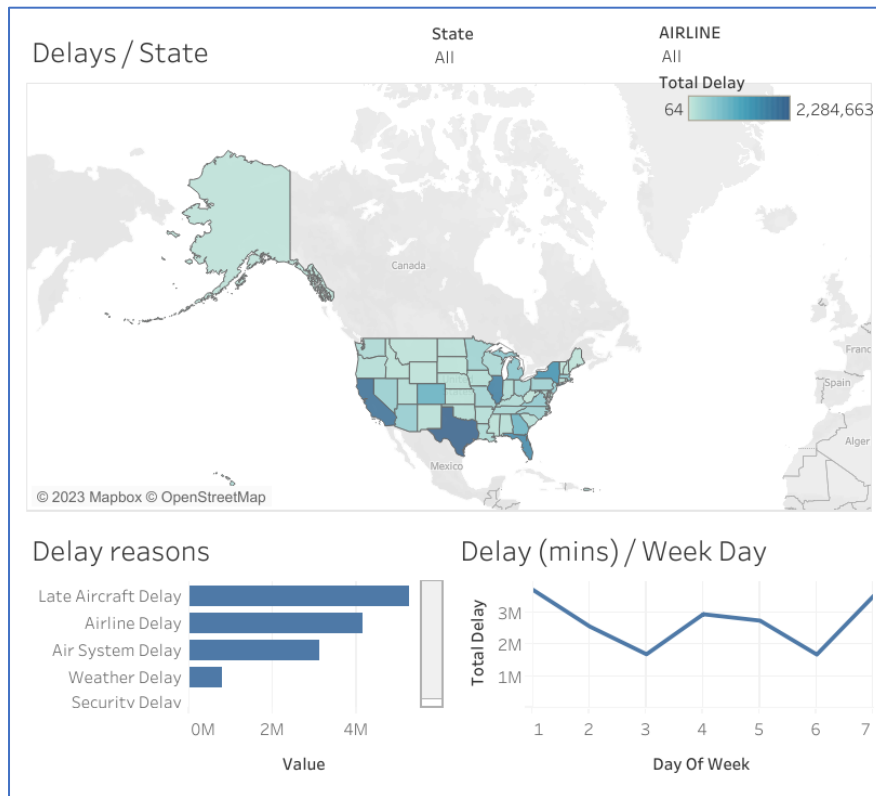 Delays / State
State
All
AIRLINE
All
Total Delay
64
2,284,663
Canada
Mexico
Franc
Spain
Alger
© 2023 Mapbox © OpenStreetMap
Delay reasons
Late Aircraft Delay
Airline Delay
Air System Delay
Weather Delay
Security Delay
0M 2M 4M
Value
Delay (mins) / Week Day
Total Delay
3M
2M
1M
1 2 3 4 5 6 7
Day Of Week